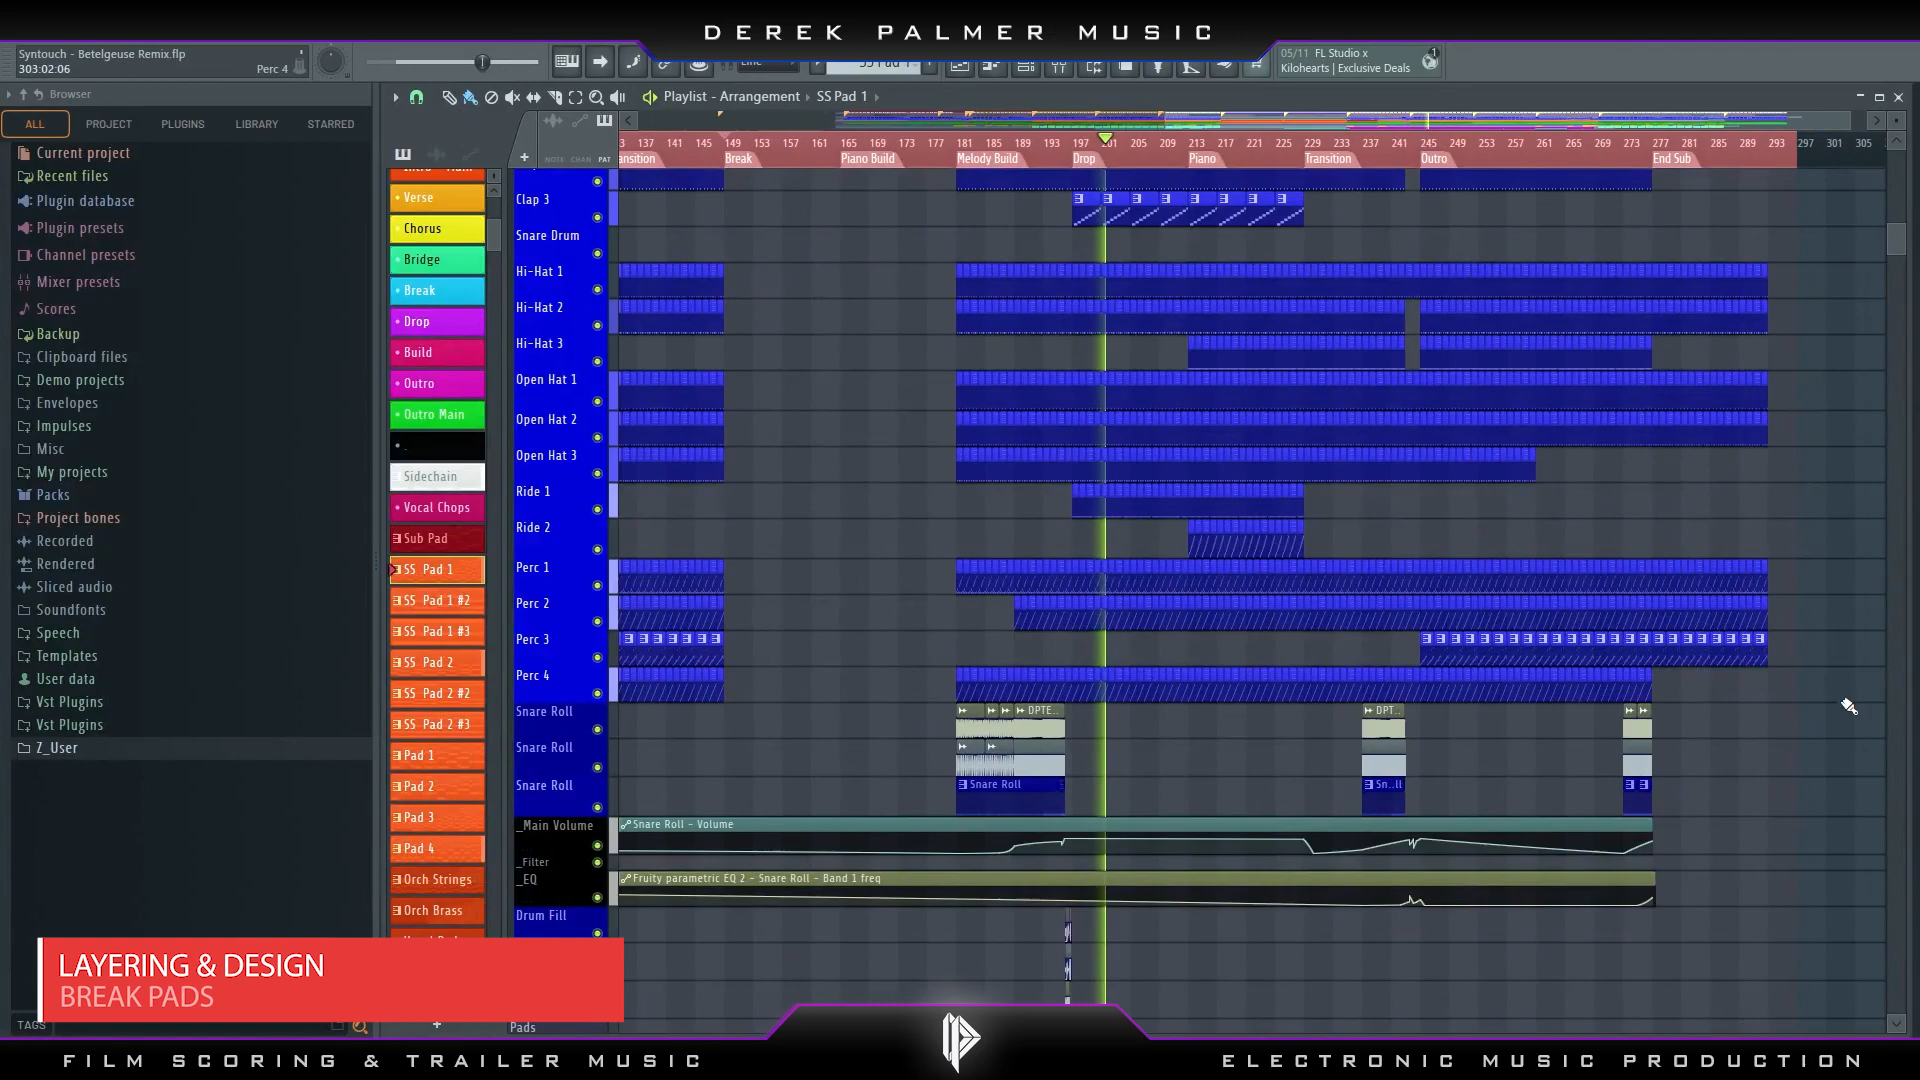 DEREK PALMER MUSIC
Syntouch - Betelgeuse Remix.flp
303:02:06
Perc 4
05/11 FL Studio x
Kilohearts | Exclusive Deals
1
Browser
ALL
PROJECT
PLUGINS
LIBRARY
STARRED
Current project
Recent files
Plugin database
Plugin presets
Channel presets
Mixer presets
Scores
Backup
Clipboard files
Demo projects
Envelopes
Impulses
Misc
My projects
Packs
Project bones
Recorded
Rendered
Sliced audio
Soundfonts
Speech
Templates
User data
Vst Plugins
Vst Plugins
Z_User
TAGS
Playlist - Arrangement
SS Pad 1
NOTE CHAN PAT
137 141 145 149 153 157 161 165 169 173 177 181 185 189 193 197 205 209 213 217 221 225 229 233 237 241 245 249 253 257 261 265 269 273 277 281 285 289 293 297 301 305
Break
Piano Build
Melody Build
Drop
Piano
Transition
Outro
End Sub
Verse
Chorus
Bridge
Break
Drop
Build
Outro
Outro Main
Sidechain
Vocal Chops
Sub Pad
SS Pad 1
SS Pad 1 #2
SS Pad 1 #3
SS Pad 2
SS Pad 2 #2
SS Pad 2 #3
Pad 1
Pad 2
Pad 3
Pad 4
Orch Strings
Orch Brass
Clap 3
Snare Drum
Hi-Hat 1
Hi-Hat 2
Hi-Hat 3
Open Hat 1
Open Hat 2
Open Hat 3
Ride 1
Ride 2
Perc 1
Perc 2
Perc 3
Perc 4
Snare Roll
DPTE..
DPT..
Snare Roll
Snare Roll
Snare Roll
Sn..ll
_Main Volume
Snare Roll - Volume
_Filter
_EQ
Fruity parametric EQ 2 - Snare Roll - Band 1 freq
Drum Fill
Pads
LAYERING & DESIGN
BREAK PADS
FILM SCORING & TRAILER MUSIC
ELECTRONIC MUSIC PRODUCTION